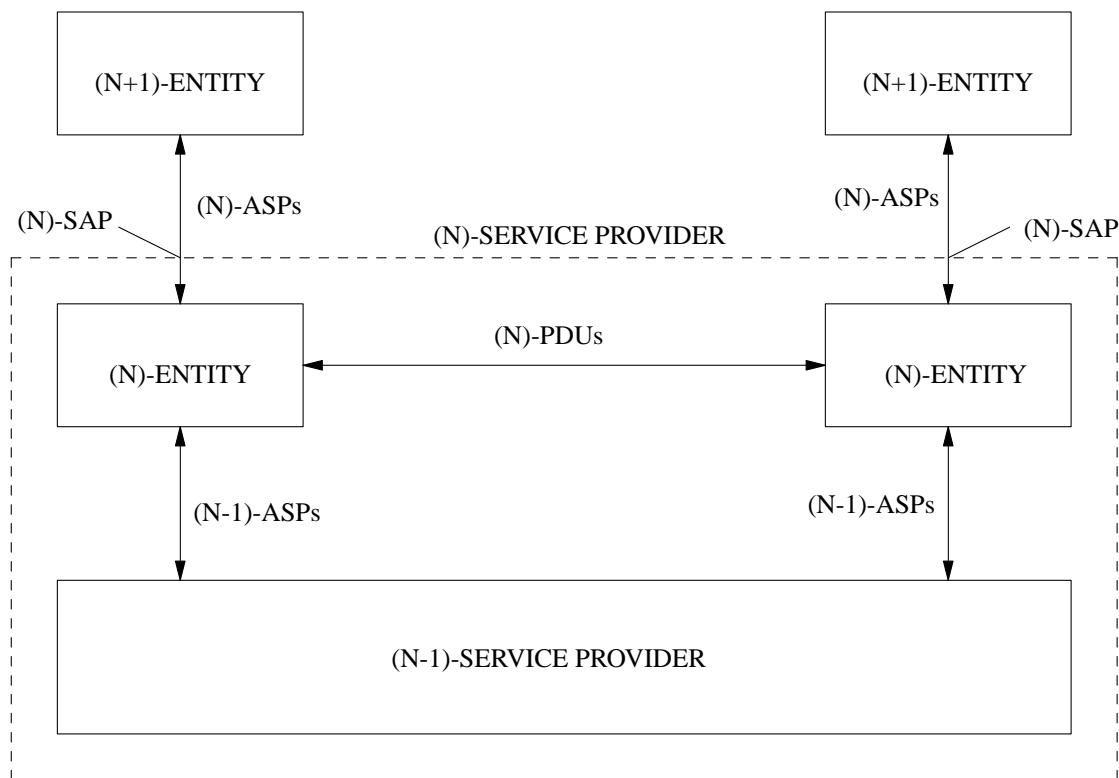 (N+1)-ENTITY
(N+1)-ENTITY
(N)-ASPs
(N)-ASPs
(N)-SAP
(N)-SAP
(N)-SERVICE PROVIDER
(N)-PDUs
(N)-ENTITY
(N)-ENTITY
(N-1)-ASPs
(N-1)-ASPs
(N-1)-SERVICE PROVIDER